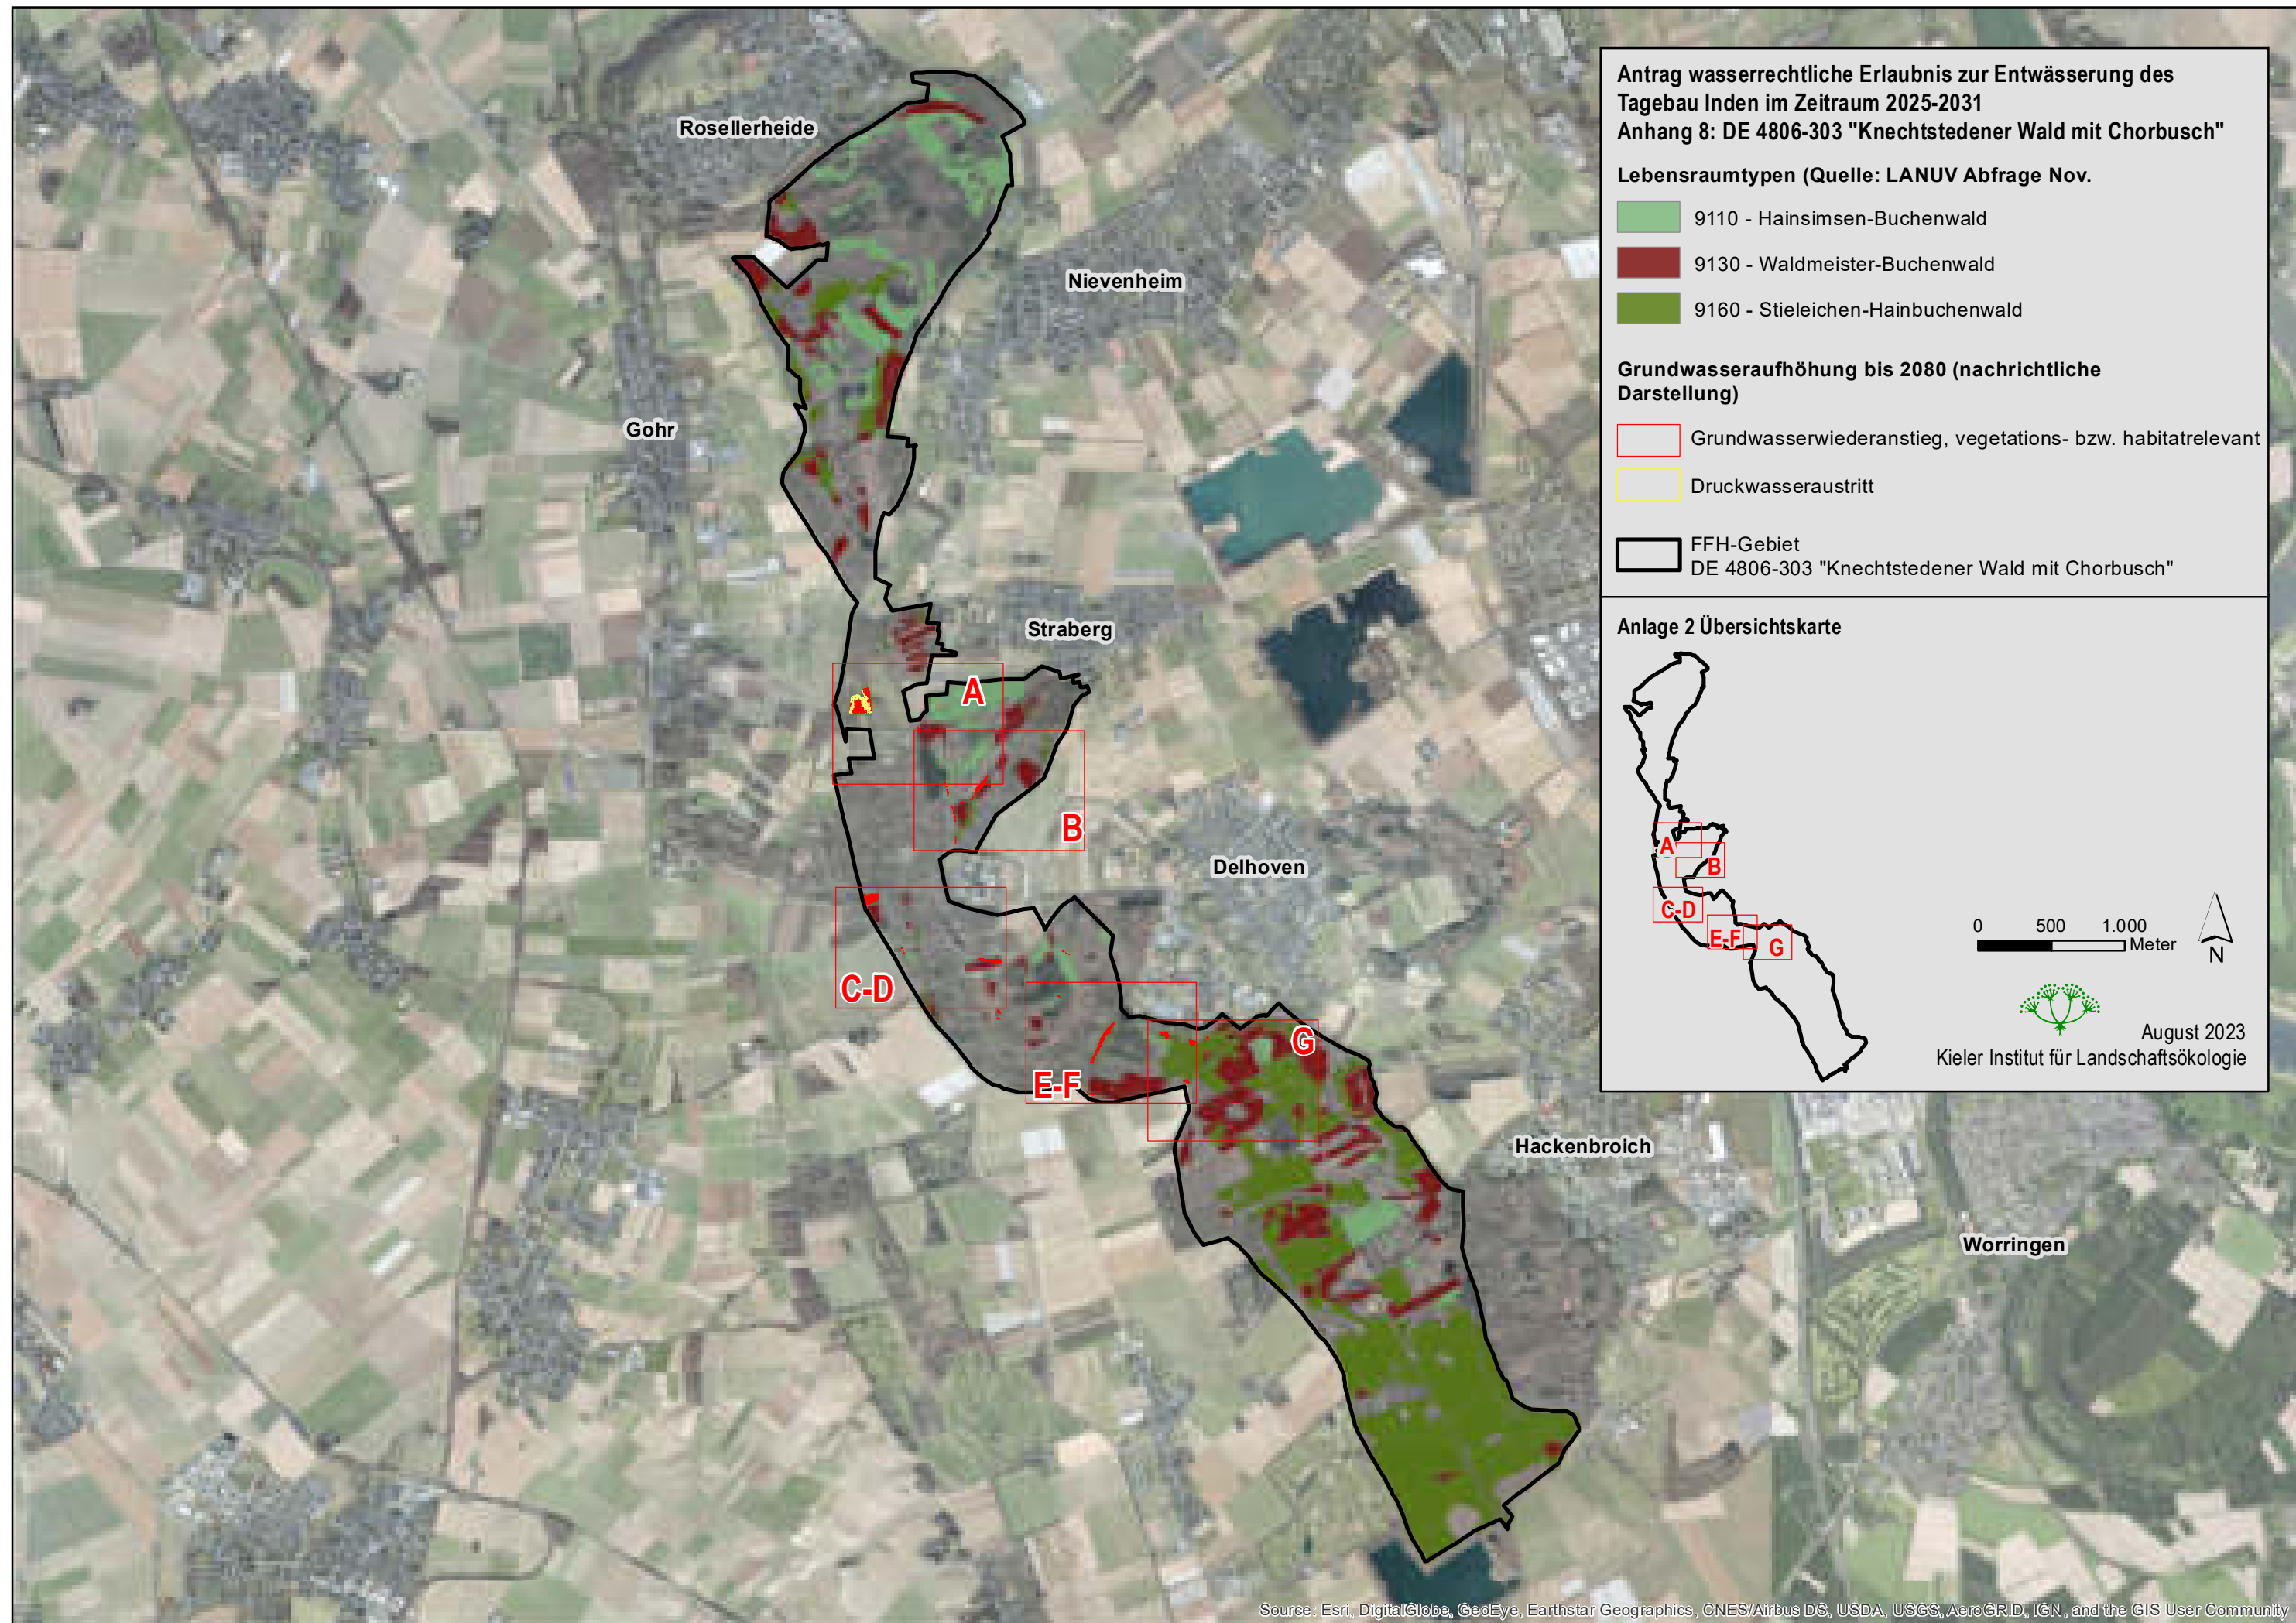 Antrag wasserrechtliche Erlaubnis zur Entwässerung des
Tagebau Inden im Zeitraum 2025-2031
Anhang 8: DE 4806-303 "Knechtstedener Wald mit Chorbusch"
Lebensraumtypen (Quelle: LANUV Abfrage Nov.
9110 - Hainsimsen-Buchenwald
9130 - Waldmeister-Buchenwald
9160 - Stieleichen-Hainbuchenwald
Grundwasseraufhöhung bis 2080 (nachrichtliche
Darstellung)
Grundwasserwiederanstieg, vegetations- bzw. habitatrelevant
Druckwasseraustritt
FFH-Gebiet
DE 4806-303 "Knechtstedener Wald mit Chorbusch"
Anlage 2 Übersichtskarte
A
B
C-D
E-F
G
0 500 1.000
Meter
N
August 2023
Kieler Institut für Landschaftsökologie
Rosellerheide
Nievenheim
Gohr
Straberg
A
B
Delhoven
C-D
G
E-F
Hackenbroich
Worringen
Source: Esri, DigitalGlobe, GeoEye, Earthstar Geographics, CNES/Airbus DS, USDA, USGS, AeroGRID, IGN, and the GIS User Community